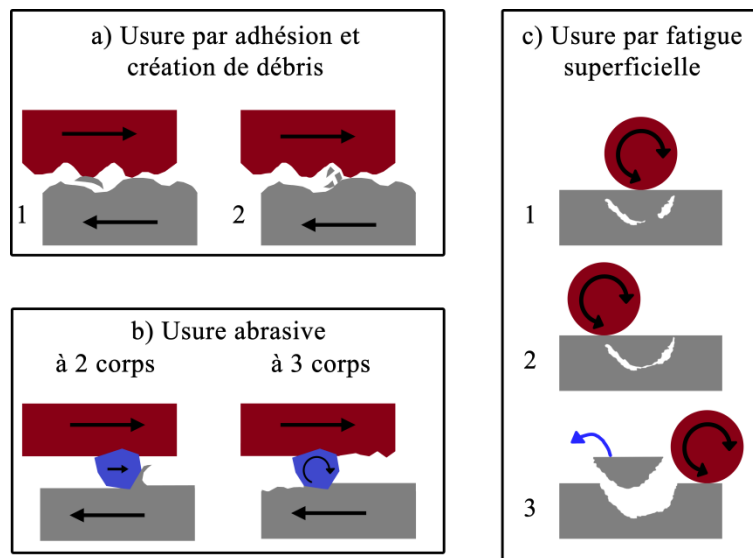 a) Usure par adhésion et
création de débris
1
2
b) Usure abrasive
à 2 corps
à 3 corps
c) Usure par fatigue
superficielle
1
2
3